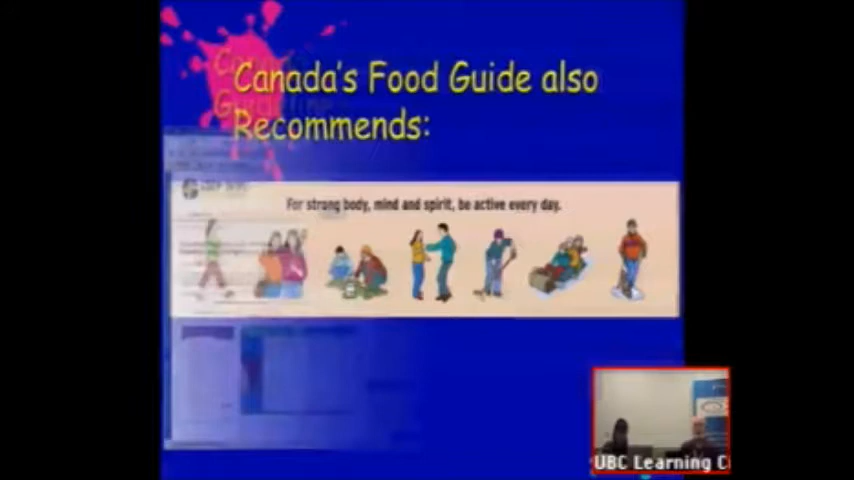 Canada's Food Guide also
Recommends:
For strong body, mind and spirit, be active every day.
UBC Learning C